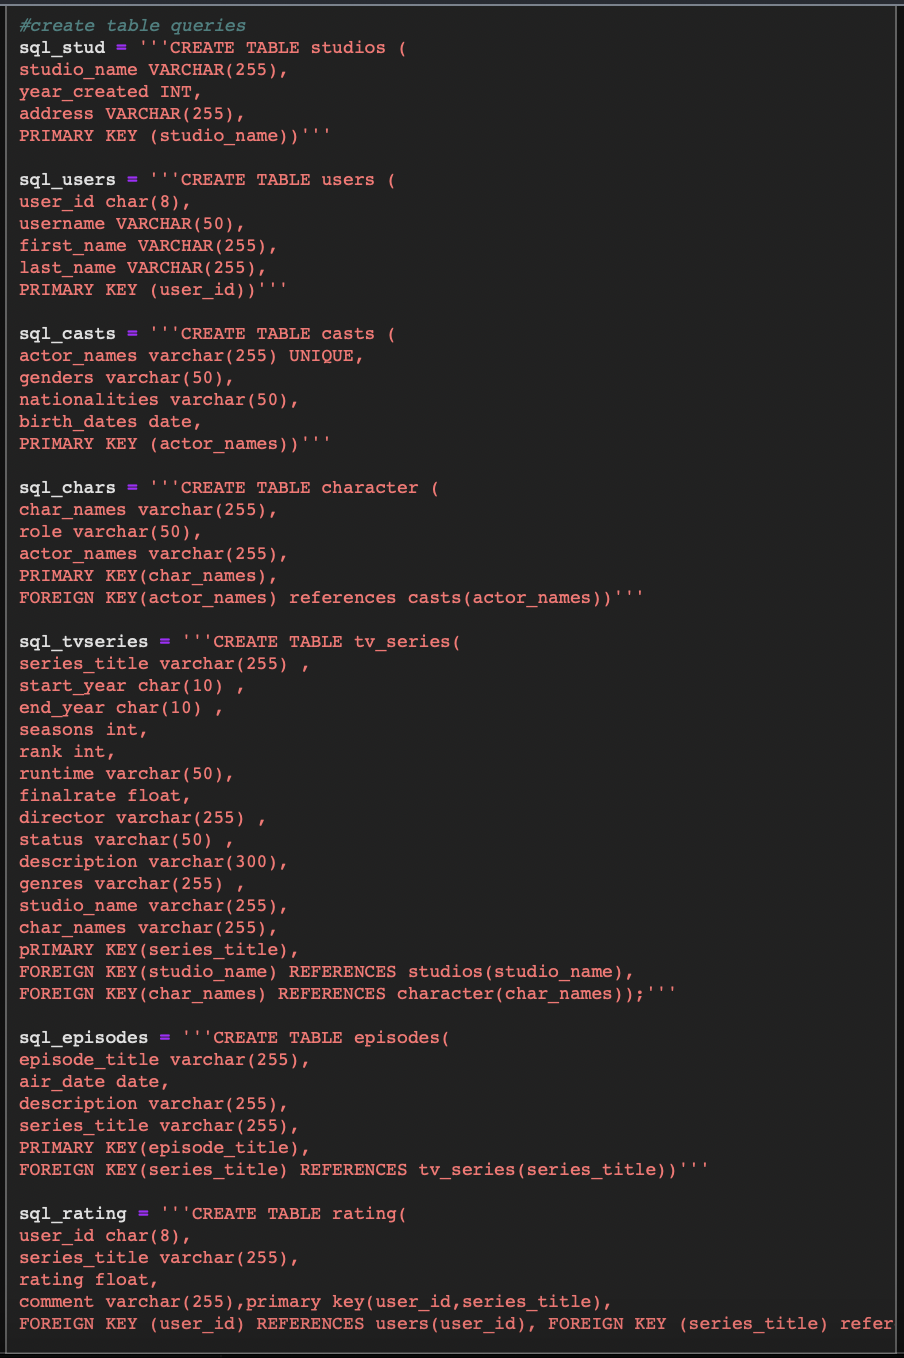 #create table queries
sql_stud = '''CREATE TABLE studios (
studio_name VARCHAR(255),
year_created INT,
address VARCHAR(255),
PRIMARY KEY (studio_name))'''
sql_users = '''CREATE TABLE users (
user_id char(8),
username VARCHAR(50),
first_name VARCHAR(255),
last_name VARCHAR(255),
PRIMARY KEY (user_id))'''
sql_casts = '''CREATE TABLE casts (
actor_names varchar(255) UNIQUE,
genders varchar(50),
nationalities varchar(50),
birth_dates date,
PRIMARY KEY (actor_names))'''
sql_chars = '''CREATE TABLE character (
char_names varchar(255),
role varchar(50),
actor_names varchar(255),
PRIMARY KEY(char_names),
FOREIGN KEY(actor_names) references casts(actor_names))'''
sql_tvseries = '''CREATE TABLE tv_series(
series_title varchar(255) ,
start_year char(10) ,
end_year char(10) ,
seasons int,
rank int,
runtime varchar(50),
finalrate float,
director varchar(255) ,
status varchar(50) ,
description varchar(300),
genres varchar(255) ,
studio_name varchar(255),
char_names varchar(255),
pRIMARY KEY(series_title),
FOREIGN KEY(studio_name) REFERENCES studios(studio_name),
FOREIGN KEY(char_names) REFERENCES character(char_names));'''
sql_episodes = '''CREATE TABLE episodes(
episode_title varchar(255),
air_date date,
description varchar(255),
series_title varchar(255),
PRIMARY KEY(episode_title),
FOREIGN KEY(series_title) REFERENCES tv_series(series_title))'''
sql_rating = '''CREATE TABLE rating(
user_id char(8),
series_title varchar(255),
rating float,
comment varchar(255),primary key(user_id,series_title),
FOREIGN KEY (user_id) REFERENCES users(user_id), FOREIGN KEY (series_title) refer